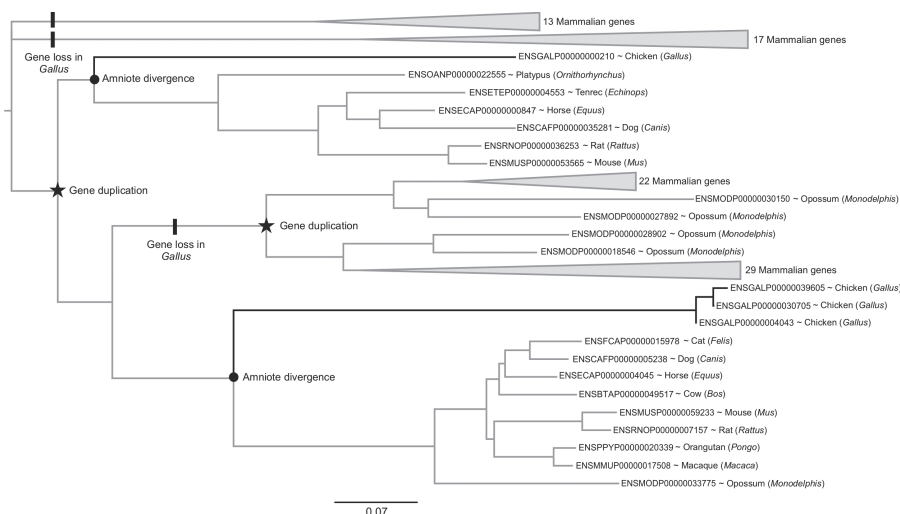 13 Mammalian genes
17 Mammalian genes
Gene loss in
Gallus
ENSGALP00000000210 ~ Chicken (Gallus)
Amniote divergence
ENSOANP00000022555 ~ Platypus (Ornithorhynchus)
ENSETEP00000004553 ~ Tenrec (Echinops)
ENSECAP00000000847 ~ Horse (Equus)
ENSCAFP00000035281 ~ Dog (Canis)
ENSRNOP00000036253 ~ Rat (Rattus)
ENSMUSP00000053565 ~ Mouse (Mus)
22 Mammalian genes
Gene duplication
ENSMODP00000030150 ~ Opossum (Monodelphis)
ENSMODP00000027892 ~ Opossum (Monodelphis)
Gene duplication
ENSMODP00000028902 ~ Opossum (Monodelphis)
Gene loss in
Gallus
ENSMODP00000018546 ~ Opossum (Monodelphis)
29 Mammalian genes
ENSGALP00000039605 ~ Chicken (Gallus)
ENSGALP00000030705 ~ Chicken (Gallus)
ENSGALP00000004043 ~ Chicken (Gallus)
ENSFCAP00000015978 ~ Cat (Felis)
ENSCAFP00000005238 ~ Dog (Canis)
Amniote divergence
ENSECAP00000004045 ~ Horse (Equus)
ENSBTAP00000049517 ~ Cow (Bos)
ENSMUSP00000059233 ~ Mouse (Mus)
ENSRNOP00000007157 ~ Rat (Rattus)
ENSPPYP00000020339 ~ Orangutan (Pongo)
ENSMMUP00000017508 ~ Macaque (Macaca)
ENSMODP00000033775 ~ Opossum (Monodelphis)
0.07